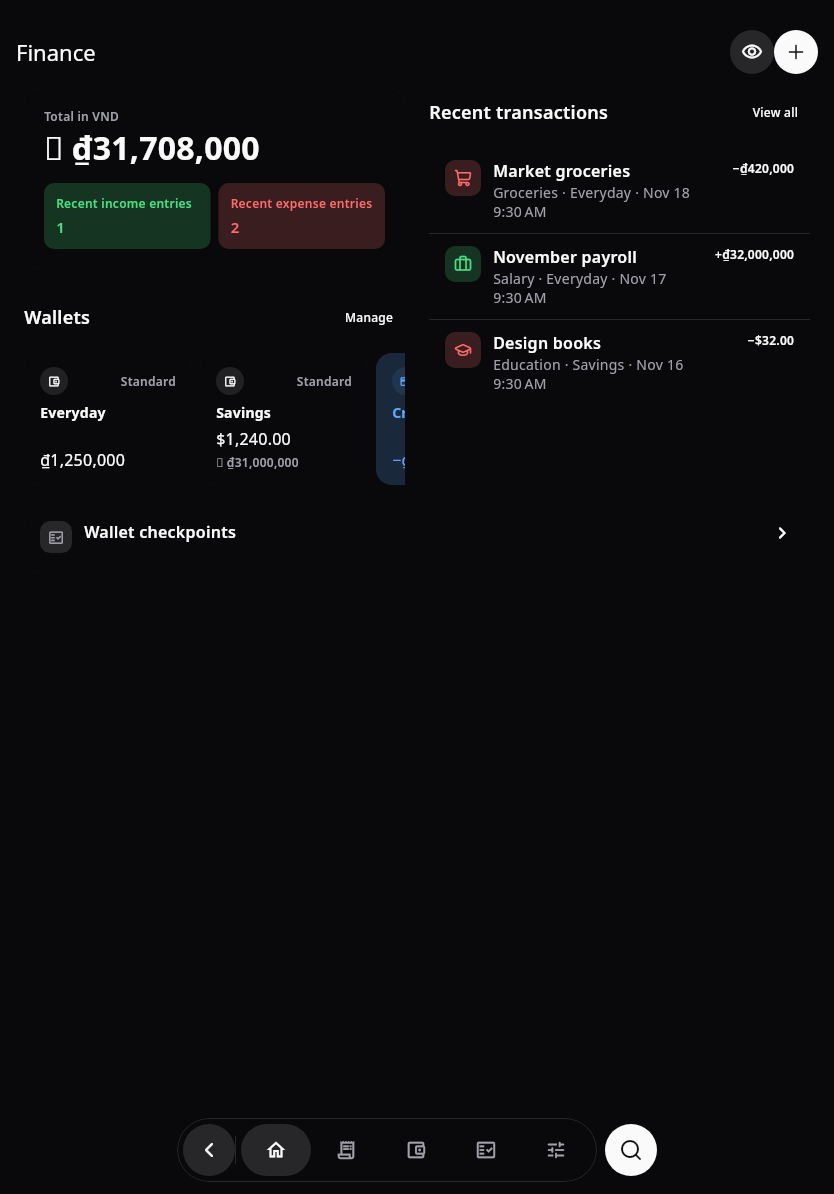 Finance
Total in VND
₫31,708,000
Recent income entries
1
Recent expense entries
2
Wallets
Manage
Standard
Everyday
₫1,250,000
Standard
Savings
$1,240.00
₫31,000,000
Recent transactions
View all
Market groceries
−₫420,000
Groceries · Everyday · Nov 18
9:30 AM
November payroll
+₫32,000,000
Salary · Everyday · Nov 17
9:30 AM
Design books
−$32.00
Education · Savings · Nov 16
9:30 AM
Wallet checkpoints